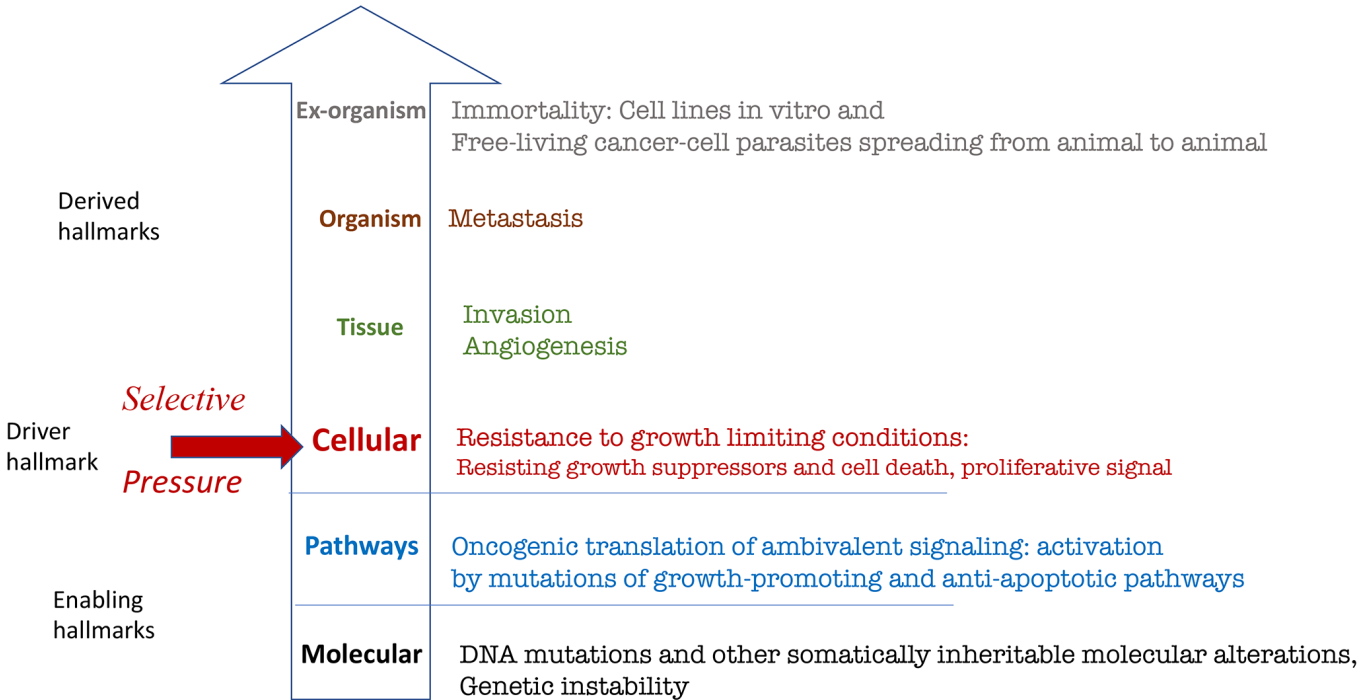 Ex-organism
Immortality: Cell lines in vitro and
Free-living cancer-cell parasites spreading from animal to animal
Derived
hallmarks
Organism
Metastasis
Tissue
Invasion
Angiogenesis
Selective
Pressure
Driver
hallmark
Cellular
Resistance to growth limiting conditions:
Resisting growth suppressors and cell death, proliferative signal
Pathways
Oncogenic translation of ambivalent signaling: activation
by mutations of growth-promoting and anti-apoptotic pathways
Enabling
hallmarks
Molecular
DNA mutations and other somatically inheritable molecular alterations,
Genetic instability